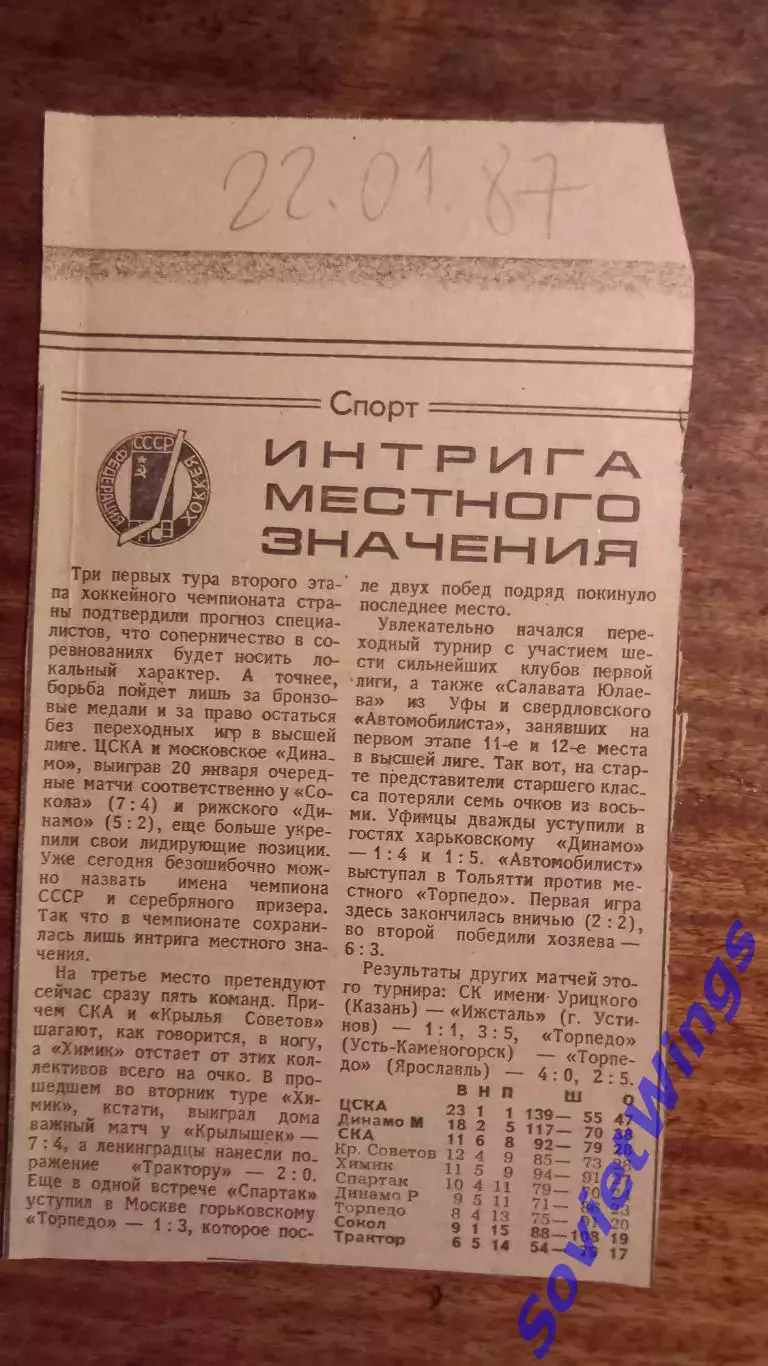 22.01.87
Спорт
СССР
ФЕДЕРАЦИЯ
ХОККЕЯ
ИНТРИГА
МЕСТНОГО
ЗНАЧЕНИЯ
Три первых тура второго эта-
па хоккейного чемпионата стра-
ны подтвердили прогноз специа-
листов, что соперничество в со-
ревнованиях будет носить ло-
кальный характер. А точнее,
борьба пойдет лишь за бронзо-
вые медали и за право остаться
без переходных игр в высшей
лиге. ЦСКА и московское «Дина-
мо», выиграв 20 января очеред-
ные матчи соответственно у «Со-
кола» (7:4) и рижского «Ди-
намо» (5:2), еще больше укре-
пили свои лидирующие позиции.
Уже сегодня безошибочно мож-
но назвать имена чемпиона
СССР и серебряного призера.
Так что в чемпионате сохрани-
лась лишь интрига местного зна-
чения.
На третье место претендуют
сейчас сразу пять команд. При-
чем СКА и «Крылья Советов»
шагают, как говорится, в ногу,
а «Химик» отстает от этих кол-
лективов всего на очко. В про-
шедшем во вторник туре «Хи-
мик», кстати, выиграл дома
важный матч у «Крылышек» —
7:4, а ленинградцы нанесли по-
ражение «Трактору» — 2:0.
Еще в одной встрече «Спартак»
уступил в Москве горьковскому
«Торпедо» — 1:3, которое пос-
ле двух побед подряд покинуло
последнее место.
Увлекательно начался пере-
ходный турнир с участием ше-
сти сильнейших клубов первой
лиги, а также «Салавата Юлае-
ва» из Уфы и свердловского
«Автомобилиста», занявших на
первом этапе 11-е и 12-е места
в высшей лиге. Так вот, на стар-
те представители старшего клас-
са потеряли семь очков из вось-
ми. Уфимцы дважды уступили в
гостях харьковскому «Динамо»
— 1:4 и 1:5. «Автомобилист»
выступал в Тольятти против ме-
стного «Торпедо». Первая игра
здесь закончилась вничью (2:2),
во второй победили хозяева —
6:3.
Результаты других матчей это-
го турнира: СК имени Урицкого
(Казань) — «Ижсталь» (г. Усти-
нов) — 1:1, 3:5, «Торпедо»
(Усть-Каменогорск) — «Торпе-
до» (Ярославль) — 4:0, 2:5.
В Н П Ш О
ЦСКА 23 1 1 139— 55 47
Динамо М 18 2 5 117— 70 38
СКА 11 6 8 92— 79 28
Кр. Советов 12 4 9 85— 73 28
Химик 11 5 9 94— 91 27
Спартак 10 4 11 79— 70 24
Динамо Р 9 5 11 71— 23
Торпедо 8 4 13 75— 91 20
Сокол 9 1 15 88—108 19
Трактор 6 5 14 54— 79 17
SovietWings